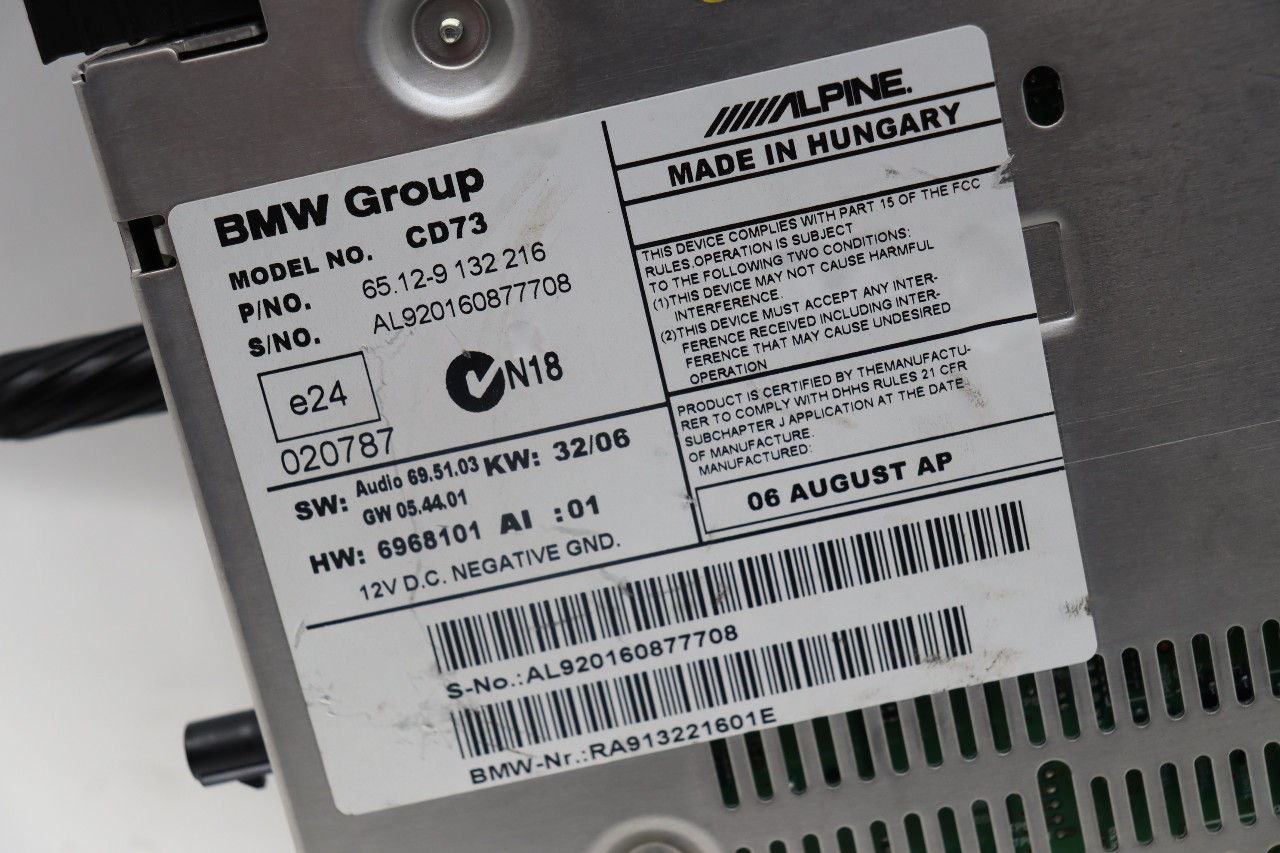 BMW Group
MODEL NO. CD73
P/NO. 65.12-9 132 216
S/NO. AL920160877708
e24
N18
020787
SW: Audio 69.51.03 KW: 32/06
GW 05.44.01
HW: 6968101 AI :01
12V D.C. NEGATIVE GND.
ALPINE.
MADE IN HUNGARY
THIS DEVICE COMPLIES WITH PART 15 OF THE FCC
RULES.OPERATION IS SUBJECT
TO THE FOLLOWING TWO CONDITIONS:
(1)THIS DEVICE MAY NOT CAUSE HARMFUL
INTERFERENCE.
(2)THIS DEVICE MUST ACCEPT ANY INTER-
FERENCE RECEIVED INCLUDING INTER-
FERENCE THAT MAY CAUSE UNDESIRED
OPERATION
PRODUCT IS CERTIFIED BY THEMANUFACTU-
RER TO COMPLY WITH DHHS RULES 21 CFR
SUBCHAPTER J APPLICATION AT THE DATE
OF MANUFACTURE.
MANUFACTURED:
06 AUGUST AP
S-No.:AL920160877708
BMW-Nr.:RA913221601E